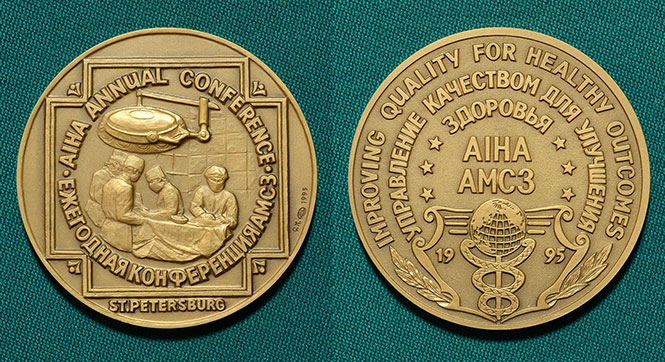 AIHA ANNUAL CONFERENCE
ЕЖЕГОДНАЯ КОНФЕРЕНЦИЯ АМСЗ
1995
ST.PETERSBURG
IMPROVING QUALITY FOR HEALTHY OUTCOMES
УПРАВЛЕНИЕ КАЧЕСТВОМ ДЛЯ УЛУЧШЕНИЯ
ЗДОРОВЬЯ
AIHA
АМСЗ
19 95